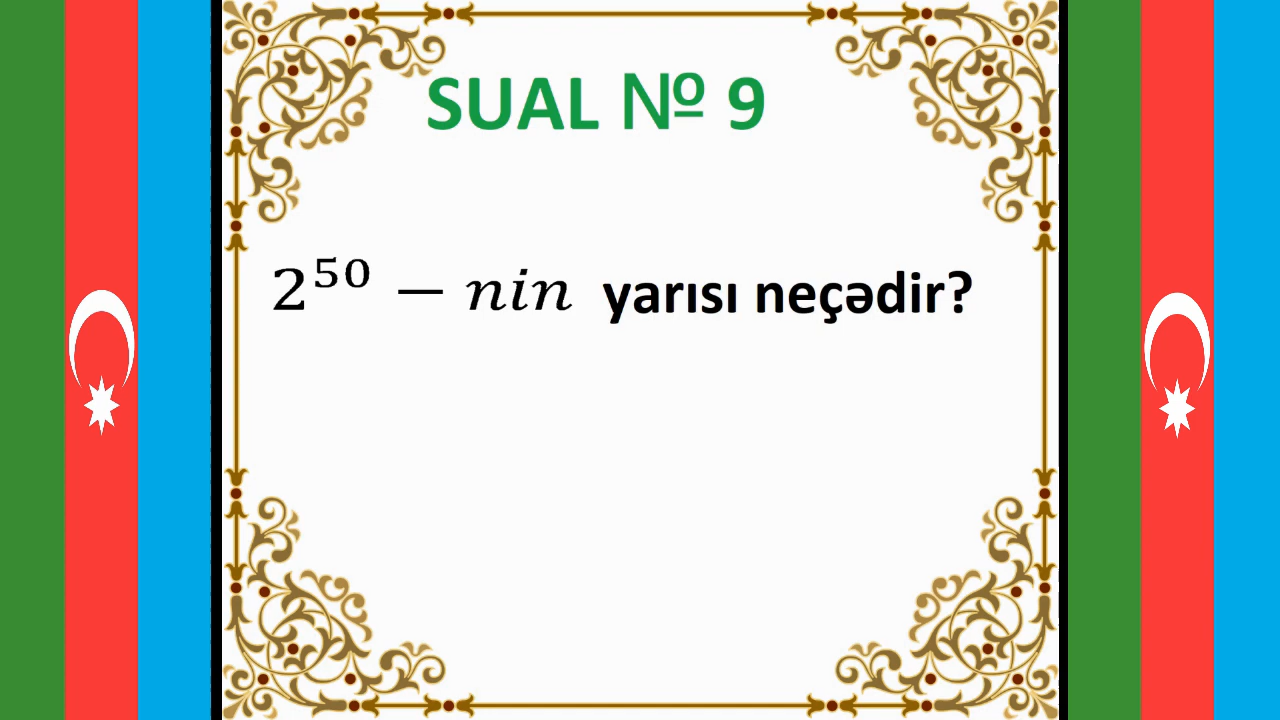 SUAL № 9
2⁵⁰ − nin yarısı neçədir?